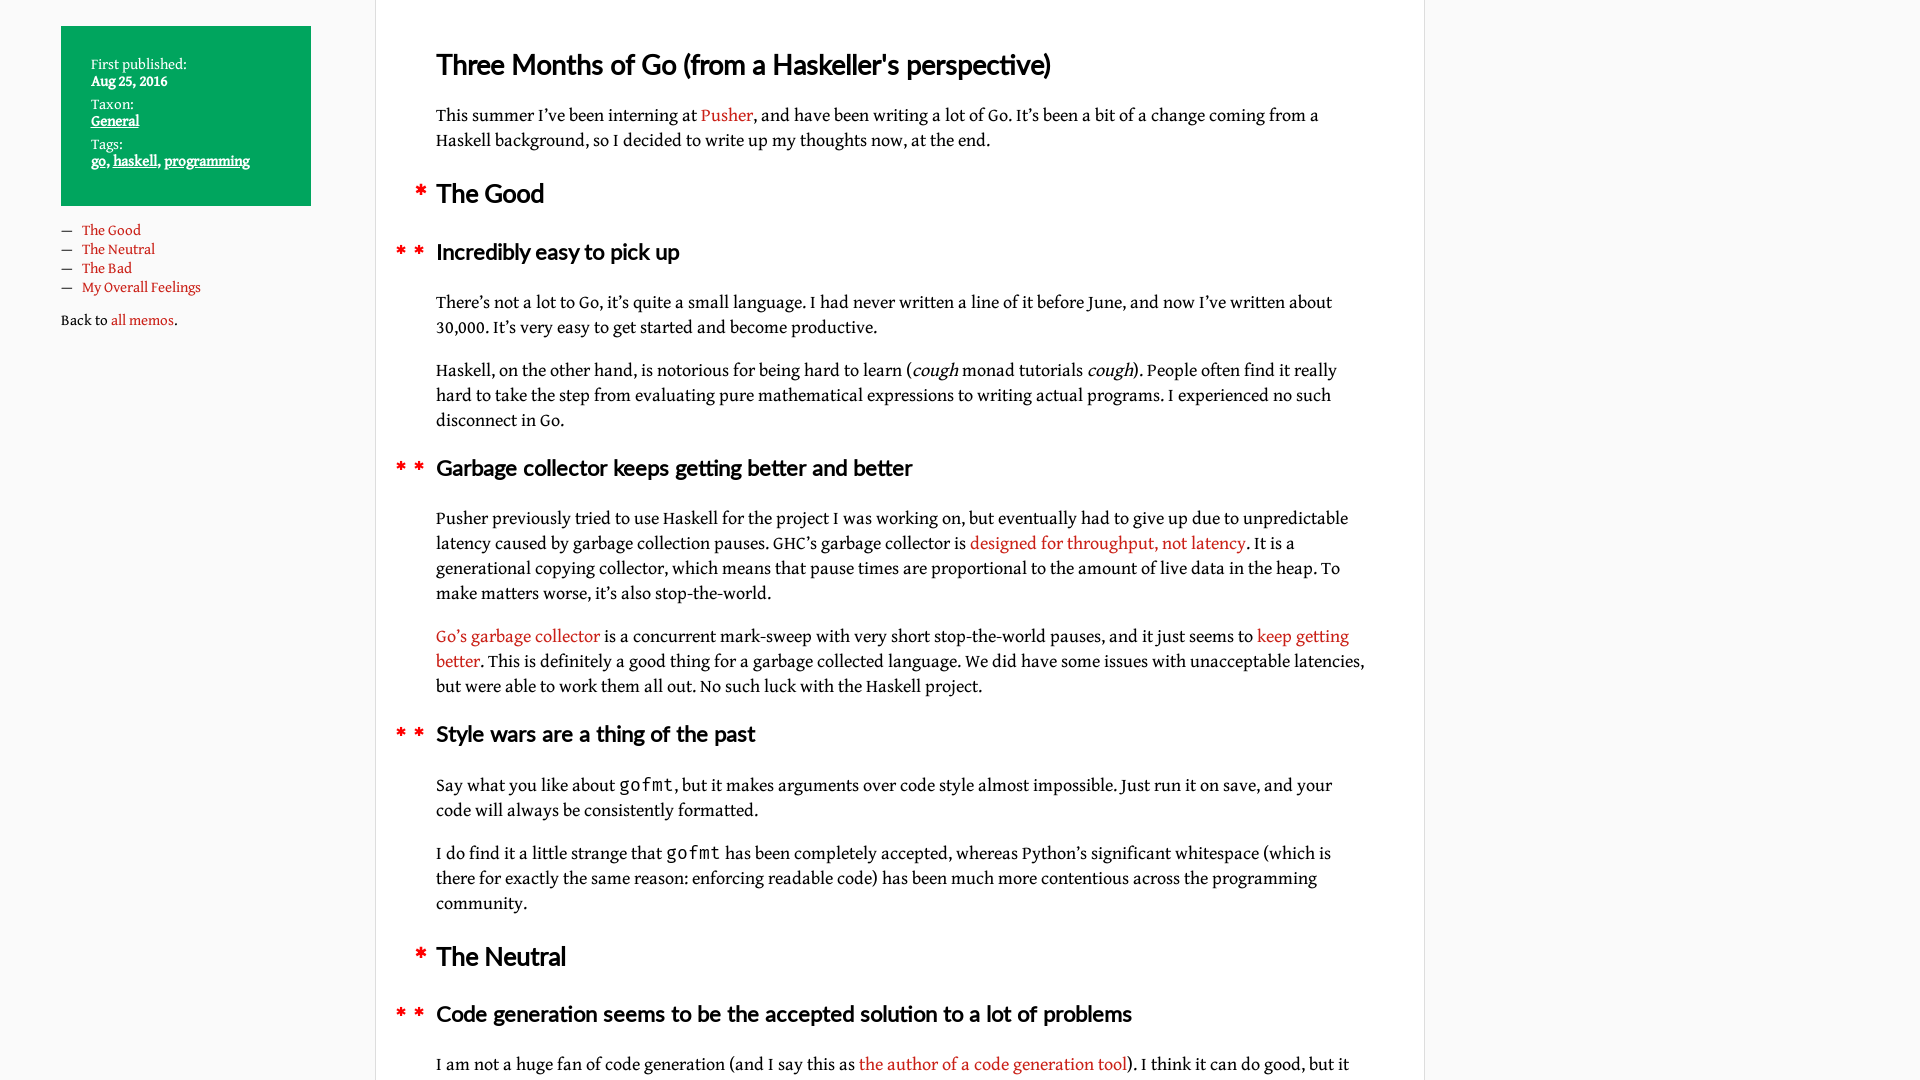 First published:
Aug 25, 2016
Taxon:
General
Tags:
go, haskell, programming
— The Good
— The Neutral
— The Bad
— My Overall Feelings
Back to all memos.
Three Months of Go (from a Haskeller's perspective)
This summer I’ve been interning at Pusher, and have been writing a lot of Go. It’s been a bit of a change coming from a
Haskell background, so I decided to write up my thoughts now, at the end.
* The Good
* * Incredibly easy to pick up
There’s not a lot to Go, it’s quite a small language. I had never written a line of it before June, and now I’ve written about
30,000. It’s very easy to get started and become productive.
Haskell, on the other hand, is notorious for being hard to learn (cough monad tutorials cough). People often find it really
hard to take the step from evaluating pure mathematical expressions to writing actual programs. I experienced no such
disconnect in Go.
* * Garbage collector keeps getting better and better
Pusher previously tried to use Haskell for the project I was working on, but eventually had to give up due to unpredictable
latency caused by garbage collection pauses. GHC’s garbage collector is designed for throughput, not latency. It is a
generational copying collector, which means that pause times are proportional to the amount of live data in the heap. To
make matters worse, it’s also stop-the-world.
Go’s garbage collector is a concurrent mark-sweep with very short stop-the-world pauses, and it just seems to keep getting
better. This is definitely a good thing for a garbage collected language. We did have some issues with unacceptable latencies,
but were able to work them all out. No such luck with the Haskell project.
* * Style wars are a thing of the past
Say what you like about gofmt, but it makes arguments over code style almost impossible. Just run it on save, and your
code will always be consistently formatted.
I do find it a little strange that gofmt has been completely accepted, whereas Python’s significant whitespace (which is
there for exactly the same reason: enforcing readable code) has been much more contentious across the programming
community.
* The Neutral
* * Code generation seems to be the accepted solution to a lot of problems
I am not a huge fan of code generation (and I say this as the author of a code generation tool). I think it can do good, but it